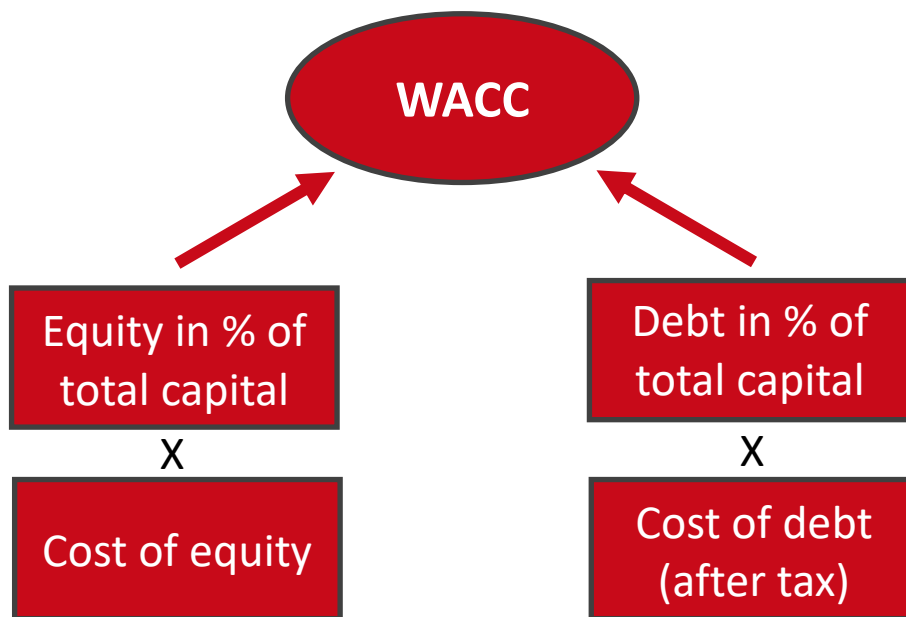 WACC
Equity in % of
total capital
X
Cost of equity
Debt in % of
total capital
X
Cost of debt
(after tax)